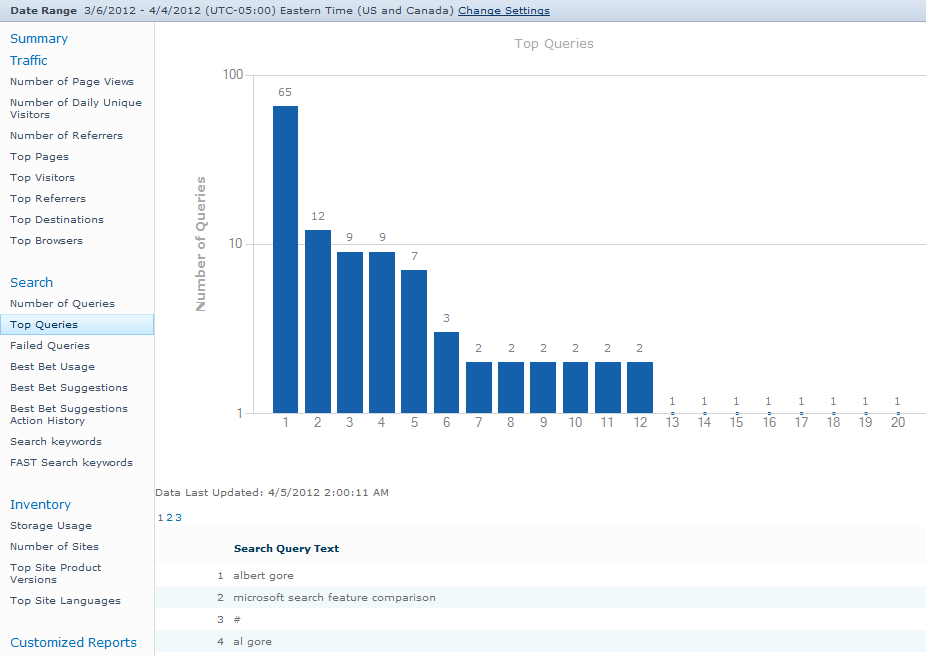 Date Range 3/6/2012 - 4/4/2012 (UTC-05:00) Eastern Time (US and Canada) Change Settings
Summary
Traffic
Number of Page Views
Number of Daily Unique
Visitors
Number of Referrers
Top Pages
Top Visitors
Top Referrers
Top Destinations
Top Browsers
Search
Number of Queries
Top Queries
Failed Queries
Best Bet Usage
Best Bet Suggestions
Best Bet Suggestions
Action History
Search keywords
FAST Search keywords
Inventory
Storage Usage
Number of Sites
Top Site Product
Versions
Top Site Languages
Customized Reports
Top Queries
Number of Queries
100
10
1
65 12 9 9 7 3 2 2 2 2 2 2 1 1 1 1 1 1 1 1
1 2 3 4 5 6 7 8 9 10 11 12 13 14 15 16 17 18 19 20
Data Last Updated: 4/5/2012 2:00:11 AM
1 2 3
Search Query Text
1 albert gore
2 microsoft search feature comparison
3 #
4 al gore